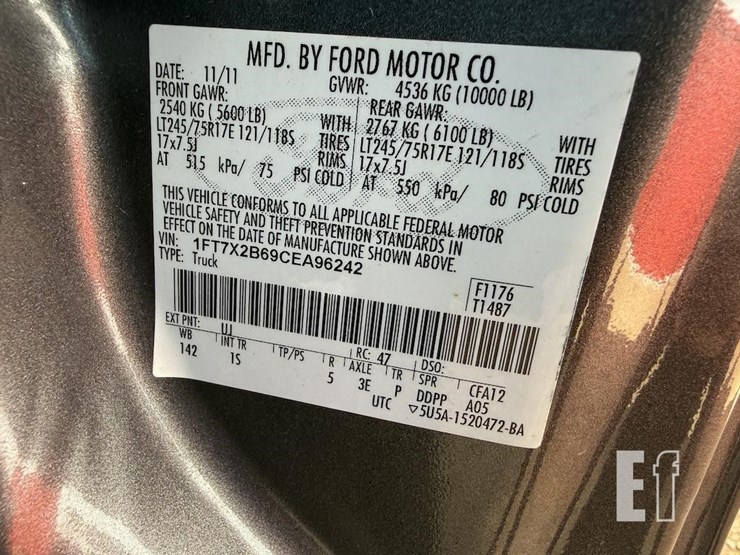 MFD. BY FORD MOTOR CO.
DATE: 11/11 GVWR: 4536 KG (10000 LB)
FRONT GAWR: REAR GAWR:
2540 KG ( 5600 LB) WITH 2767 KG ( 6100 LB) WITH
LT245/75R17E 121/118S TIRES LT245/75R17E 121/118S TIRES
17x7.5J RIMS 17x7.5J RIMS
AT 515 kPa/ 75 PSI COLD AT 550 kPa/ 80 PSI COLD
THIS VEHICLE CONFORMS TO ALL APPLICABLE FEDERAL MOTOR
VEHICLE SAFETY AND THEFT PREVENTION STANDARDS IN
EFFECT ON THE DATE OF MANUFACTURE SHOWN ABOVE.
VIN: 1FT7X2B69CEA96242
TYPE: Truck
F1176
T1487
EXT PNT: UJ RC: 47 DSO:
WB INT TR TP/PS R AXLE TR SPR CFA12
142 1S 5 3E P DDPP A05
UTC ▽5U5A-1520472-BA
Ford
Ef